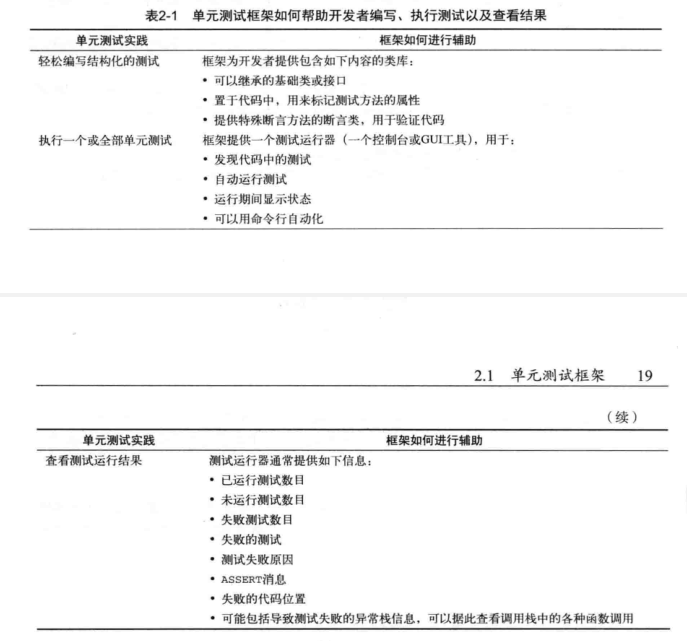 表2-1 单元测试框架如何帮助开发者编写、执行测试以及查看结果
单元测试实践 框架如何进行辅助
轻松编写结构化的测试 框架为开发者提供包含如下内容的类库：
• 可以继承的基础类或接口
• 置于代码中，用来标记测试方法的属性
• 提供特殊断言方法的断言类，用于验证代码
执行一个或全部单元测试 框架提供一个测试运行器（一个控制台或GUI工具），用于：
• 发现代码中的测试
• 自动运行测试
• 运行期间显示状态
• 可以用命令行自动化
2.1 单元测试框架 19
（续）
单元测试实践 框架如何进行辅助
查看测试运行结果 测试运行器通常提供如下信息：
• 已运行测试数目
• 未运行测试数目
• 失败测试数目
• 失败的测试
• 测试失败原因
• ASSERT消息
• 失败的代码位置
• 可能包括导致测试失败的异常栈信息，可以据此查看调用栈中的各种函数调用